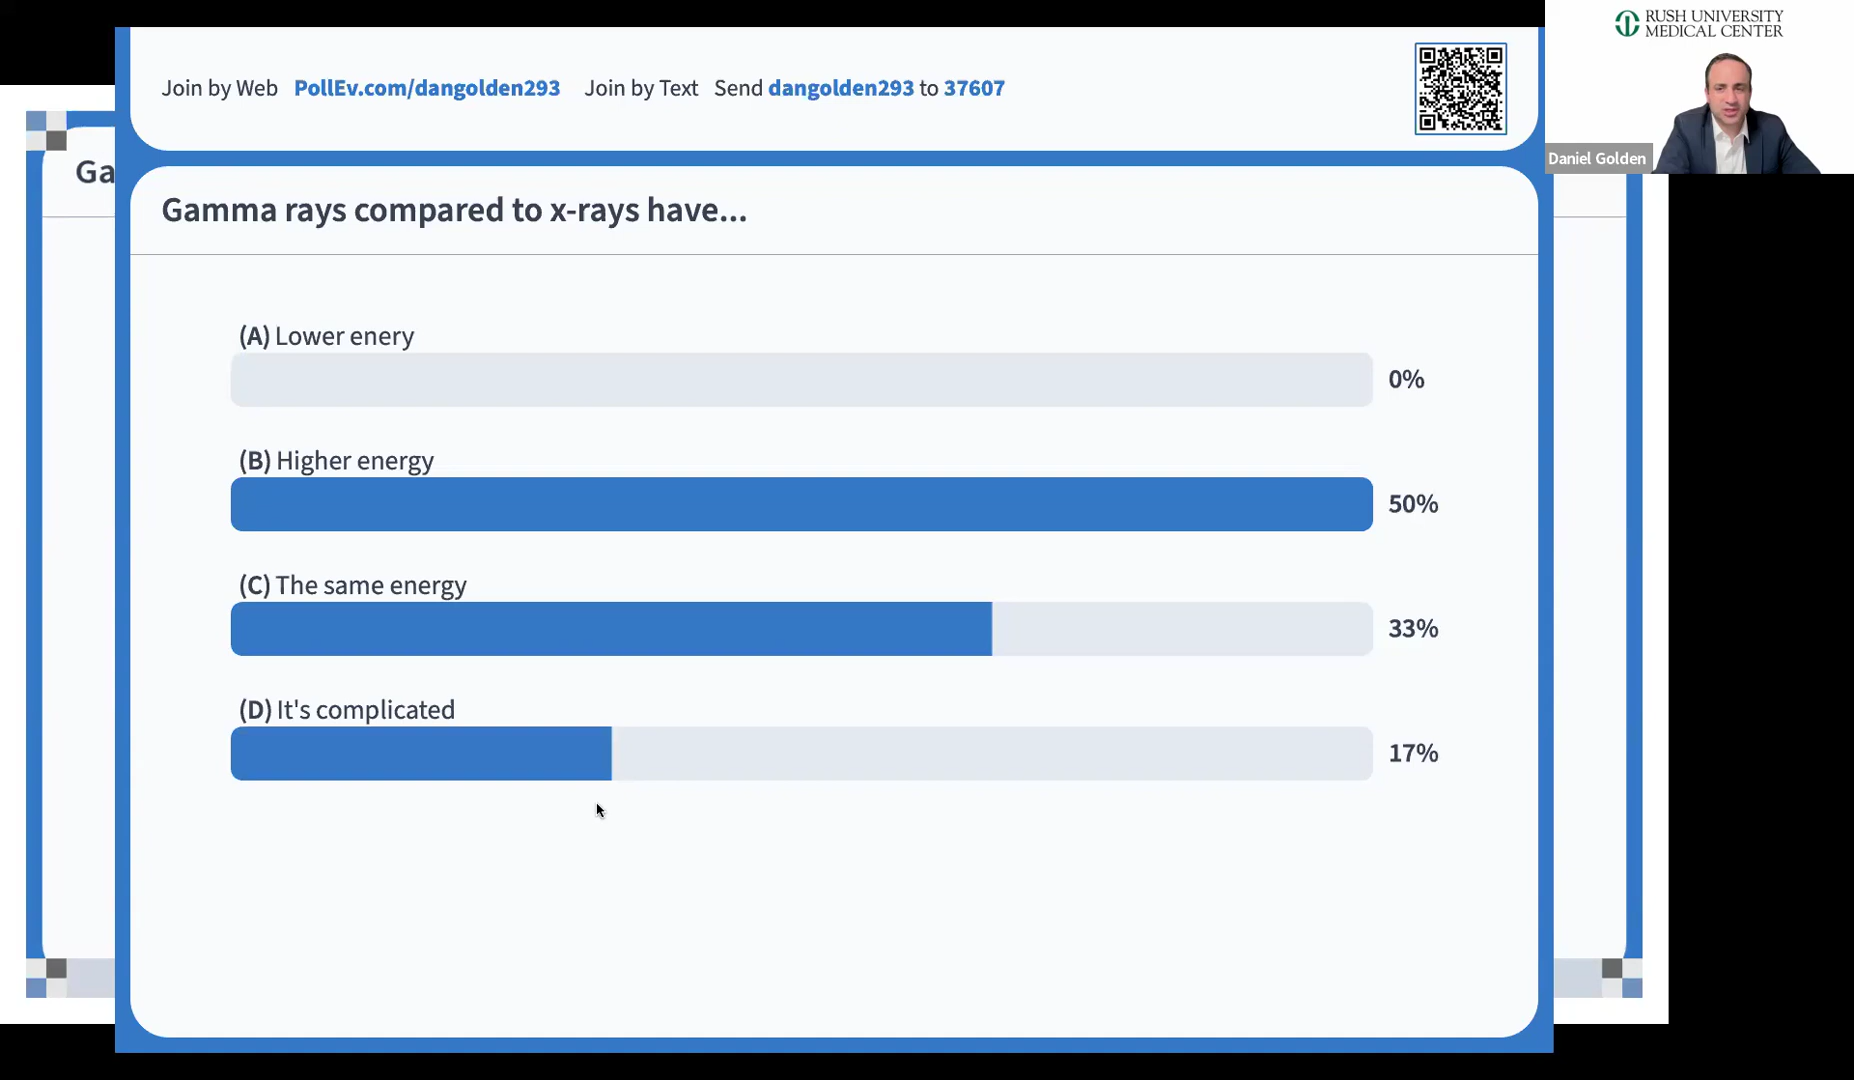 RUSH UNIVERSITY
MEDICAL CENTER
Join by Web PollEv.com/dangolden293 Join by Text Send dangolden293 to 37607
Daniel Golden
Ga
Gamma rays compared to x-rays have...
(A) Lower enery
0%
(B) Higher energy
50%
(C) The same energy
33%
(D) It's complicated
17%